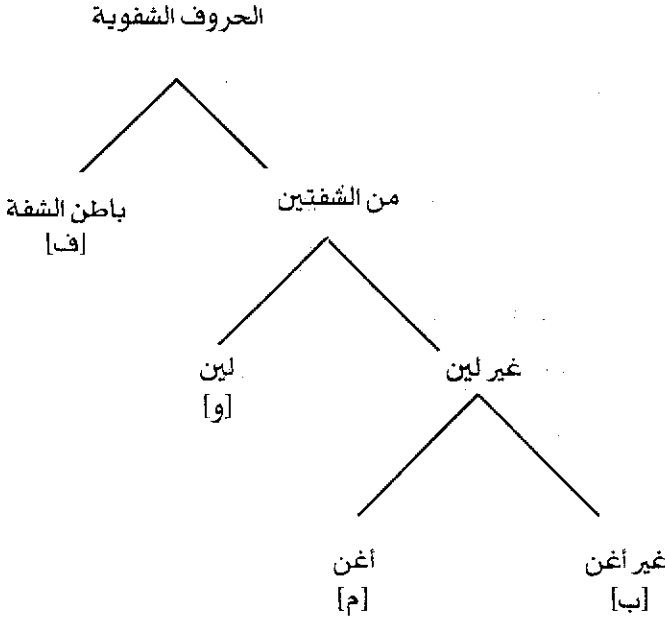 الحروف الشفوية
من الشفتين
باطن الشفة
[ف]
غير لين
لين
[و]
غير أغن
[ب]
أغن
[م]